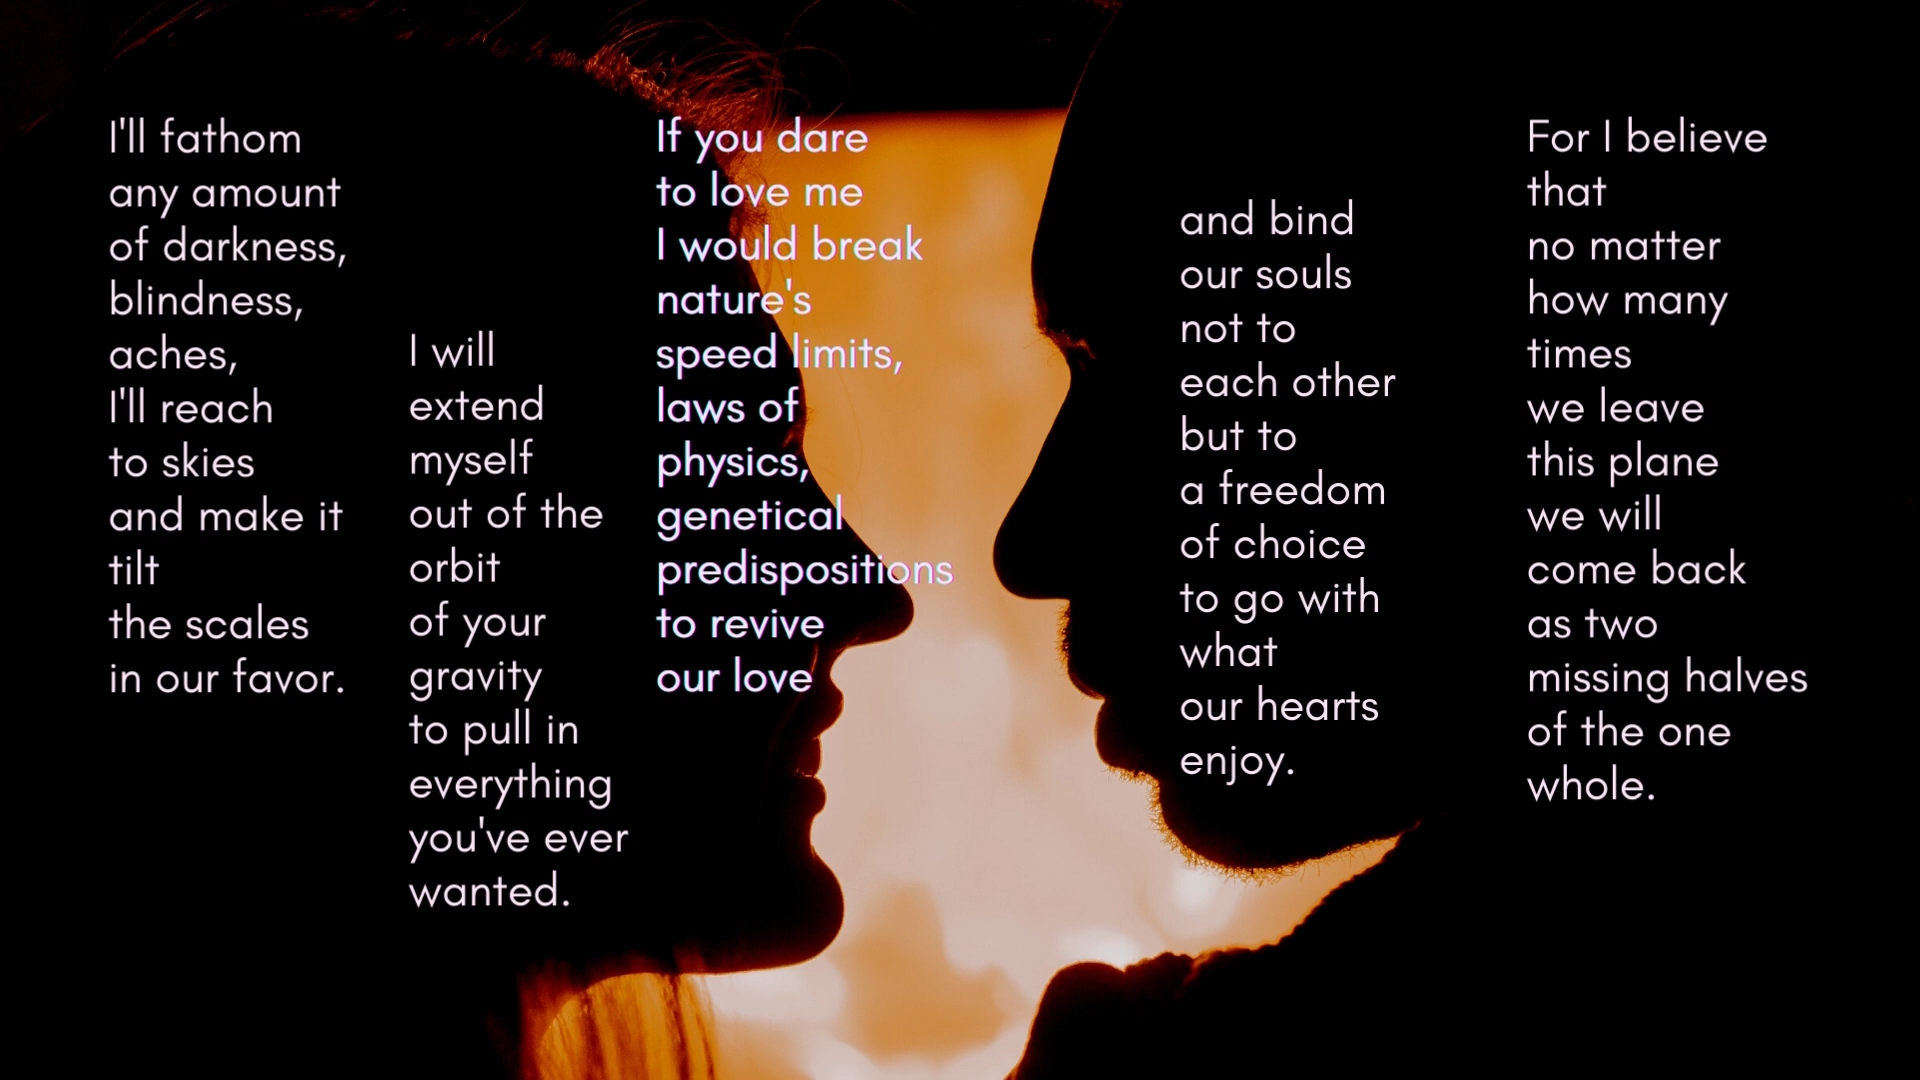 I'll fathom
any amount
of darkness,
blindness,
aches,
I'll reach
to skies
and make it
tilt
the scales
in our favor.
I will
extend
myself
out of the
orbit
of your
gravity
to pull in
everything
you've ever
wanted.
If you dare
to love me
I would break
nature's
speed limits,
laws of
physics,
genetical
predispositions
to revive
our love
and bind
our souls
not to
each other
but to
a freedom
of choice
to go with
what
our hearts
enjoy.
For I believe
that
no matter
how many
times
we leave
this plane
we will
come back
as two
missing halves
of the one
whole.